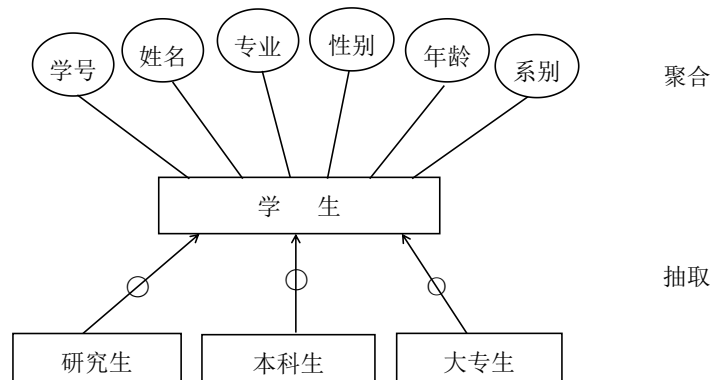 学号
姓名
专业
性别
年龄
系别
聚合
学 生
抽取
研究生
本科生
大专生